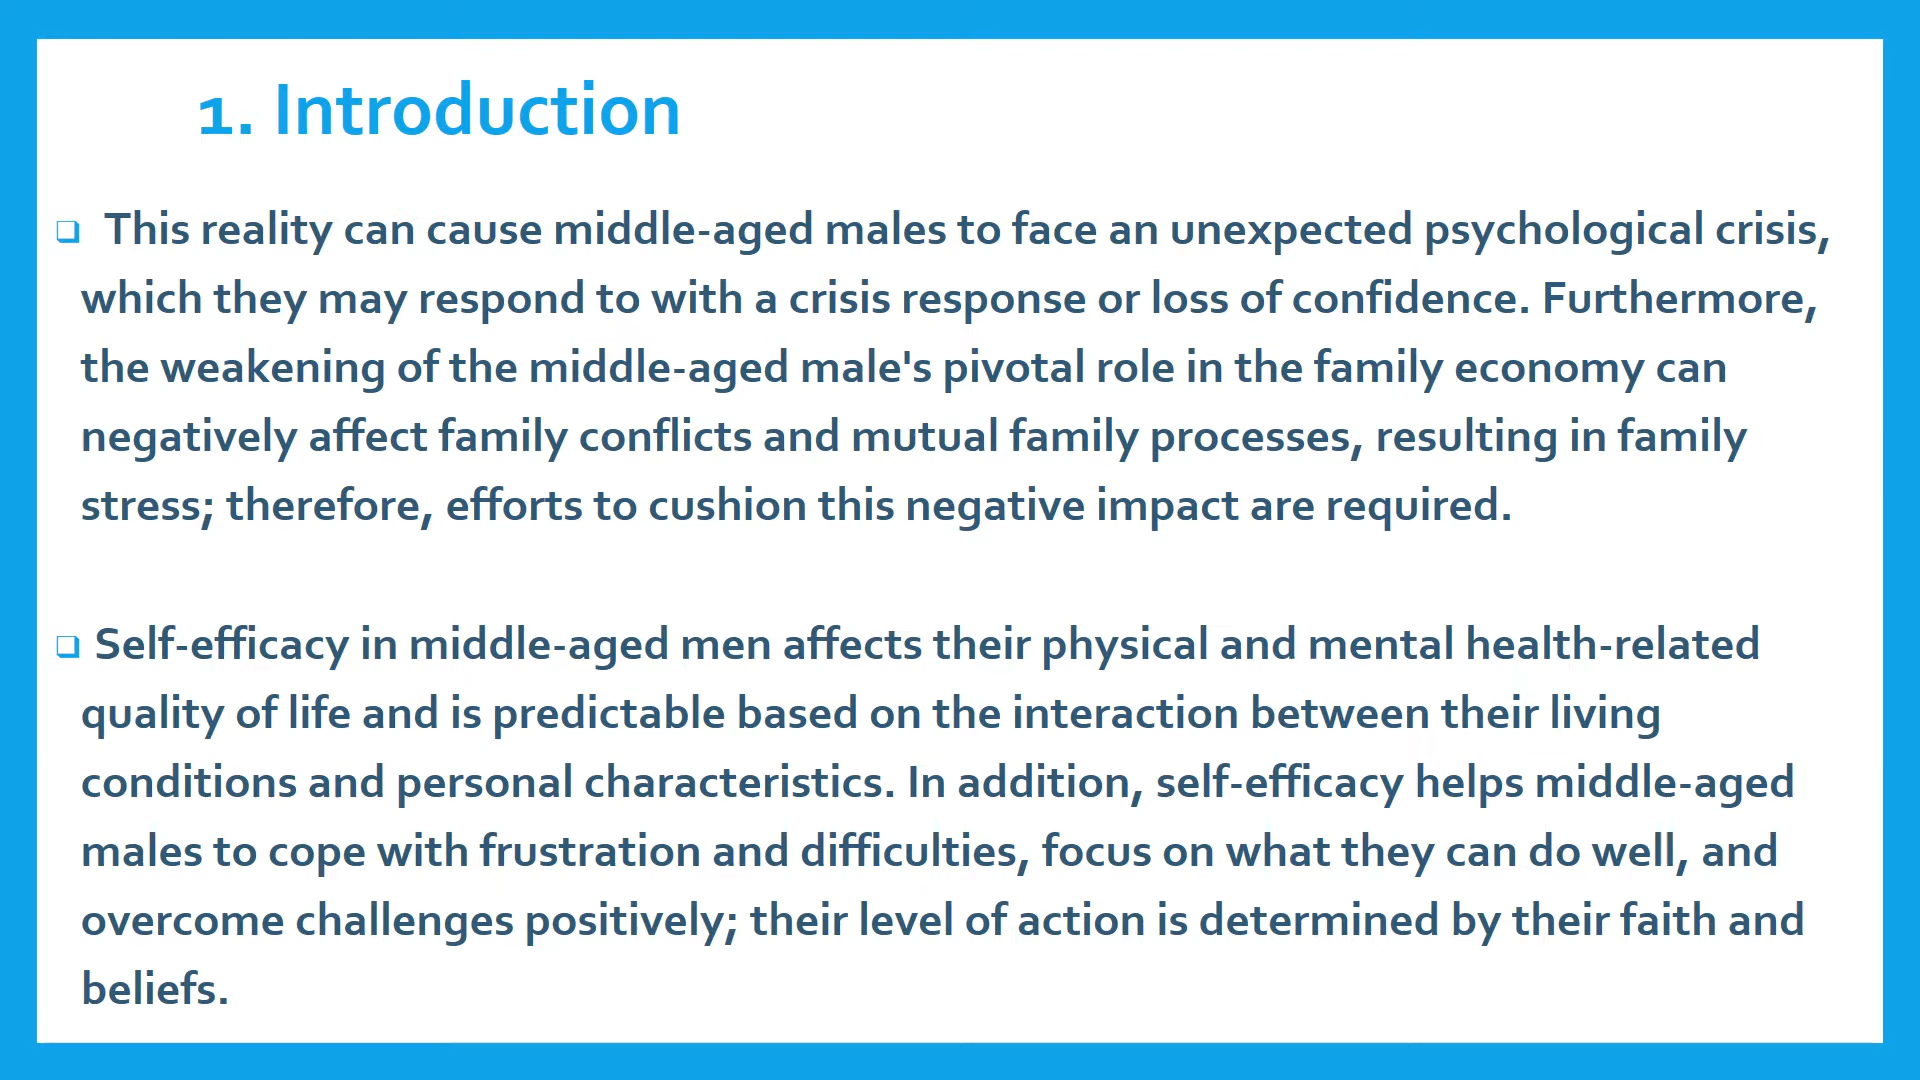 1. Introduction
❑ This reality can cause middle-aged males to face an unexpected psychological crisis,
which they may respond to with a crisis response or loss of confidence. Furthermore,
the weakening of the middle-aged male's pivotal role in the family economy can
negatively affect family conflicts and mutual family processes, resulting in family
stress; therefore, efforts to cushion this negative impact are required.
❑ Self-efficacy in middle-aged men affects their physical and mental health-related
quality of life and is predictable based on the interaction between their living
conditions and personal characteristics. In addition, self-efficacy helps middle-aged
males to cope with frustration and difficulties, focus on what they can do well, and
overcome challenges positively; their level of action is determined by their faith and
beliefs.